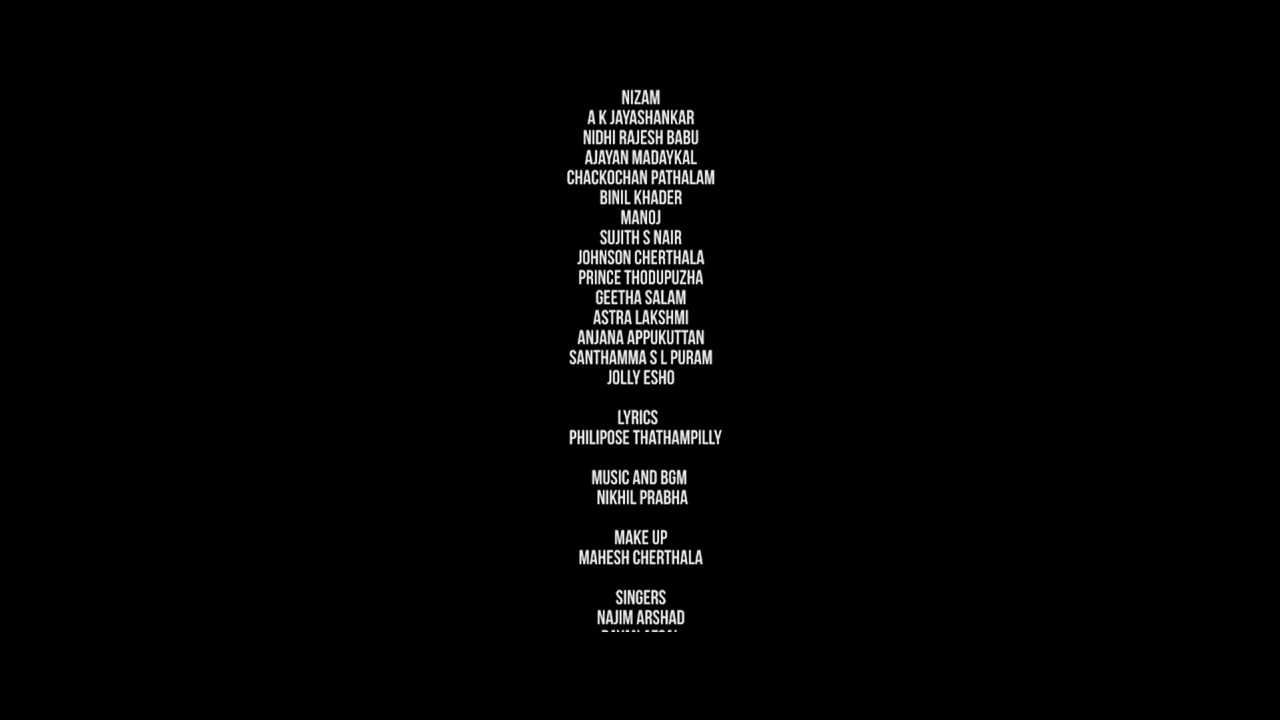 NIZAM
A K JAYASHANKAR
NIDHI RAJESH BABU
AJAYAN MADAYKAL
CHACKOCHAN PATHALAM
BINIL KHADER
MANOJ
SUJITH S NAIR
JOHNSON CHERTHALA
PRINCE THODUPUZHA
GEETHA SALAM
ASTRA LAKSHMI
ANJANA APPUKUTTAN
SANTHAMMA S L PURAM
JOLLY ESHO
LYRICS
PHILIPOSE THATHAMPILLY
MUSIC AND BGM
NIKHIL PRABHA
MAKE UP
MAHESH CHERTHALA
SINGERS
NAJIM ARSHAD